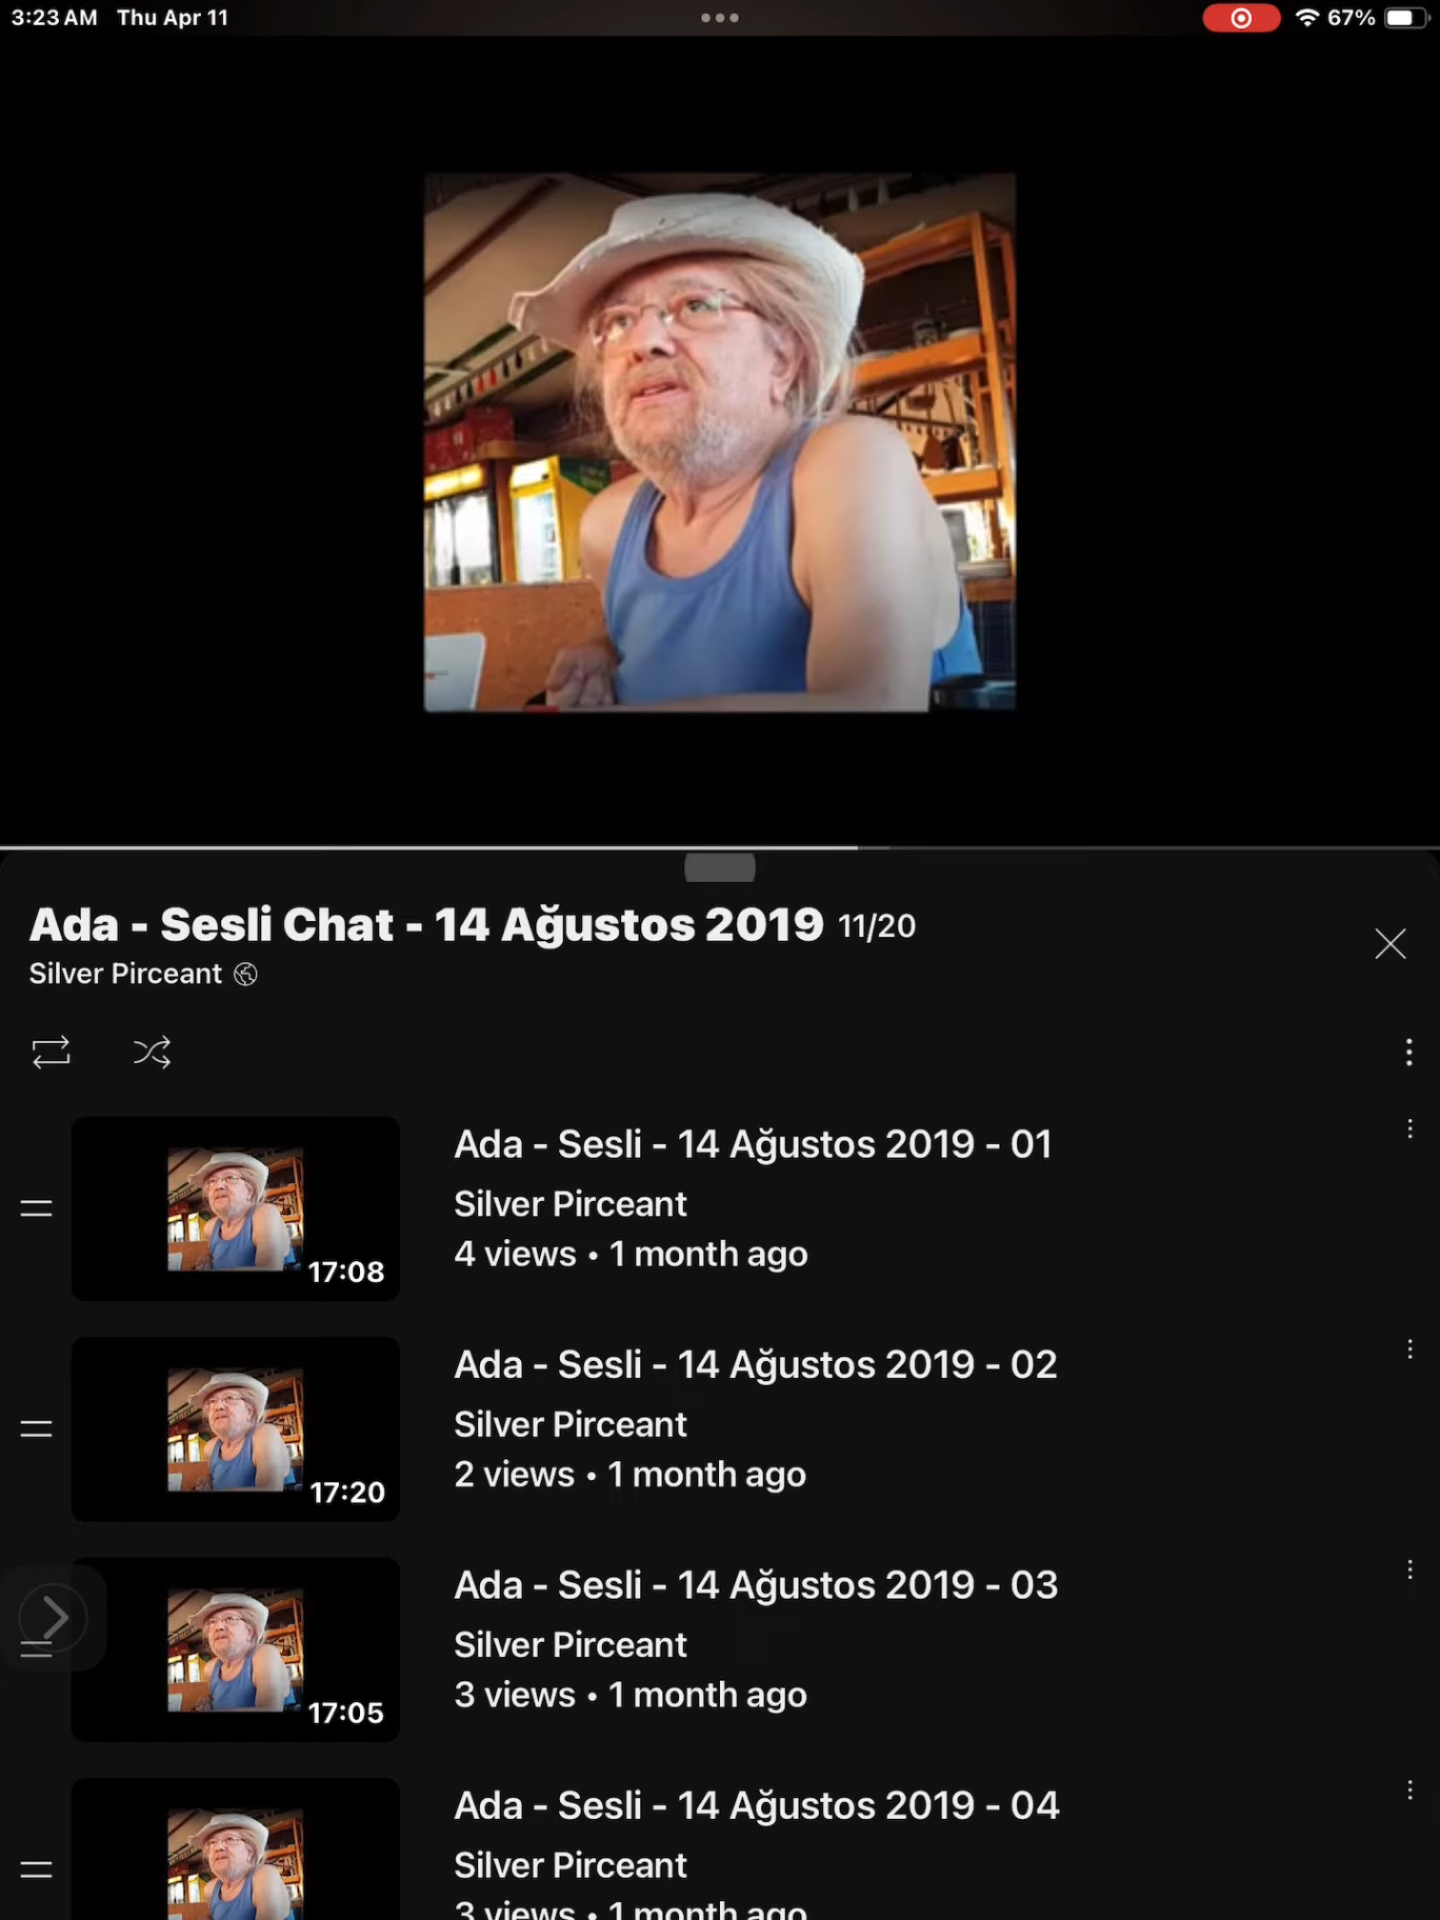 3:23 AM Thu Apr 11
67%
Ada - Sesli Chat - 14 Ağustos 2019 11/20
Silver Pirceant
Ada - Sesli - 14 Ağustos 2019 - 01
Silver Pirceant
4 views • 1 month ago
17:08
Ada - Sesli - 14 Ağustos 2019 - 02
Silver Pirceant
2 views • 1 month ago
17:20
Ada - Sesli - 14 Ağustos 2019 - 03
Silver Pirceant
3 views • 1 month ago
17:05
Ada - Sesli - 14 Ağustos 2019 - 04
Silver Pirceant
3 views • 1 month ago